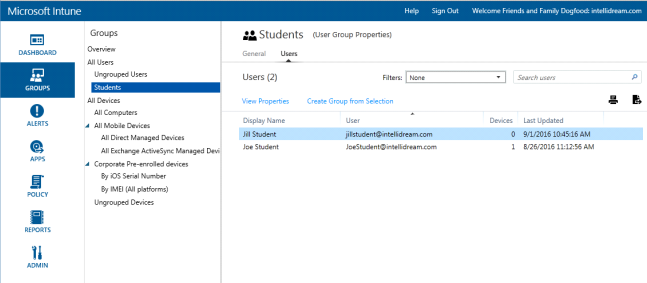 Microsoft Intune
Help Sign Out Welcome Friends and Family Dogfood: intellidream.com
DASHBOARD
GROUPS
ALERTS
APPS
POLICY
REPORTS
ADMIN
Groups
Overview
All Users
Ungrouped Users
Students
All Devices
All Computers
All Mobile Devices
All Direct Managed Devices
All Exchange ActiveSync Managed Devi
Corporate Pre-enrolled devices
By iOS Serial Number
By IMEI (All platforms)
Ungrouped Devices
Students (User Group Properties)
General Users
Users (2)
Filters: None
Search users
View Properties Create Group from Selection
Display Name User Devices Last Updated
Jill Student jillstudent@intellidream.com 0 9/1/2016 10:45:16 AM
Joe Student JoeStudent@intellidream.com 1 8/26/2016 11:12:56 AM